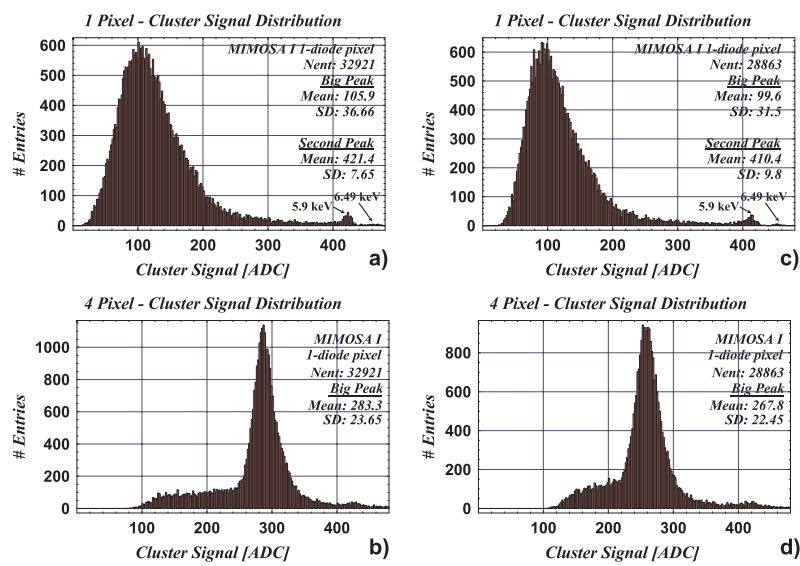 1 Pixel - Cluster Signal Distribution
MIMOSA I 1-diode pixel
Nent: 32921
Big Peak
Mean: 105.9
SD: 36.66
Second Peak
Mean: 421.4
SD: 7.65
6.49 keV
5.9 keV
# Entries
600
500
400
300
200
100
0
100 200 300 400
Cluster Signal [ADC]
a)
1 Pixel - Cluster Signal Distribution
MIMOSA I 1-diode pixel
Nent: 28863
Big Peak
Mean: 99.6
SD: 31.5
Second Peak
Mean: 410.4
SD: 9.8
6.49 keV
5.9 keV
# Entries
600
500
400
300
200
100
0
100 200 300 400
Cluster Signal [ADC]
c)
4 Pixel - Cluster Signal Distribution
MIMOSA I
1-diode pixel
Nent: 32921
Big Peak
Mean: 283.3
SD: 23.65
# Entries
1000
800
600
400
200
0
100 200 300 400
Cluster Signal [ADC]
b)
4 Pixel - Cluster Signal Distribution
MIMOSA I
1-diode pixel
Nent: 28863
Big Peak
Mean: 267.8
SD: 22.45
# Entries
800
600
400
200
0
100 200 300 400
Cluster Signal [ADC]
d)